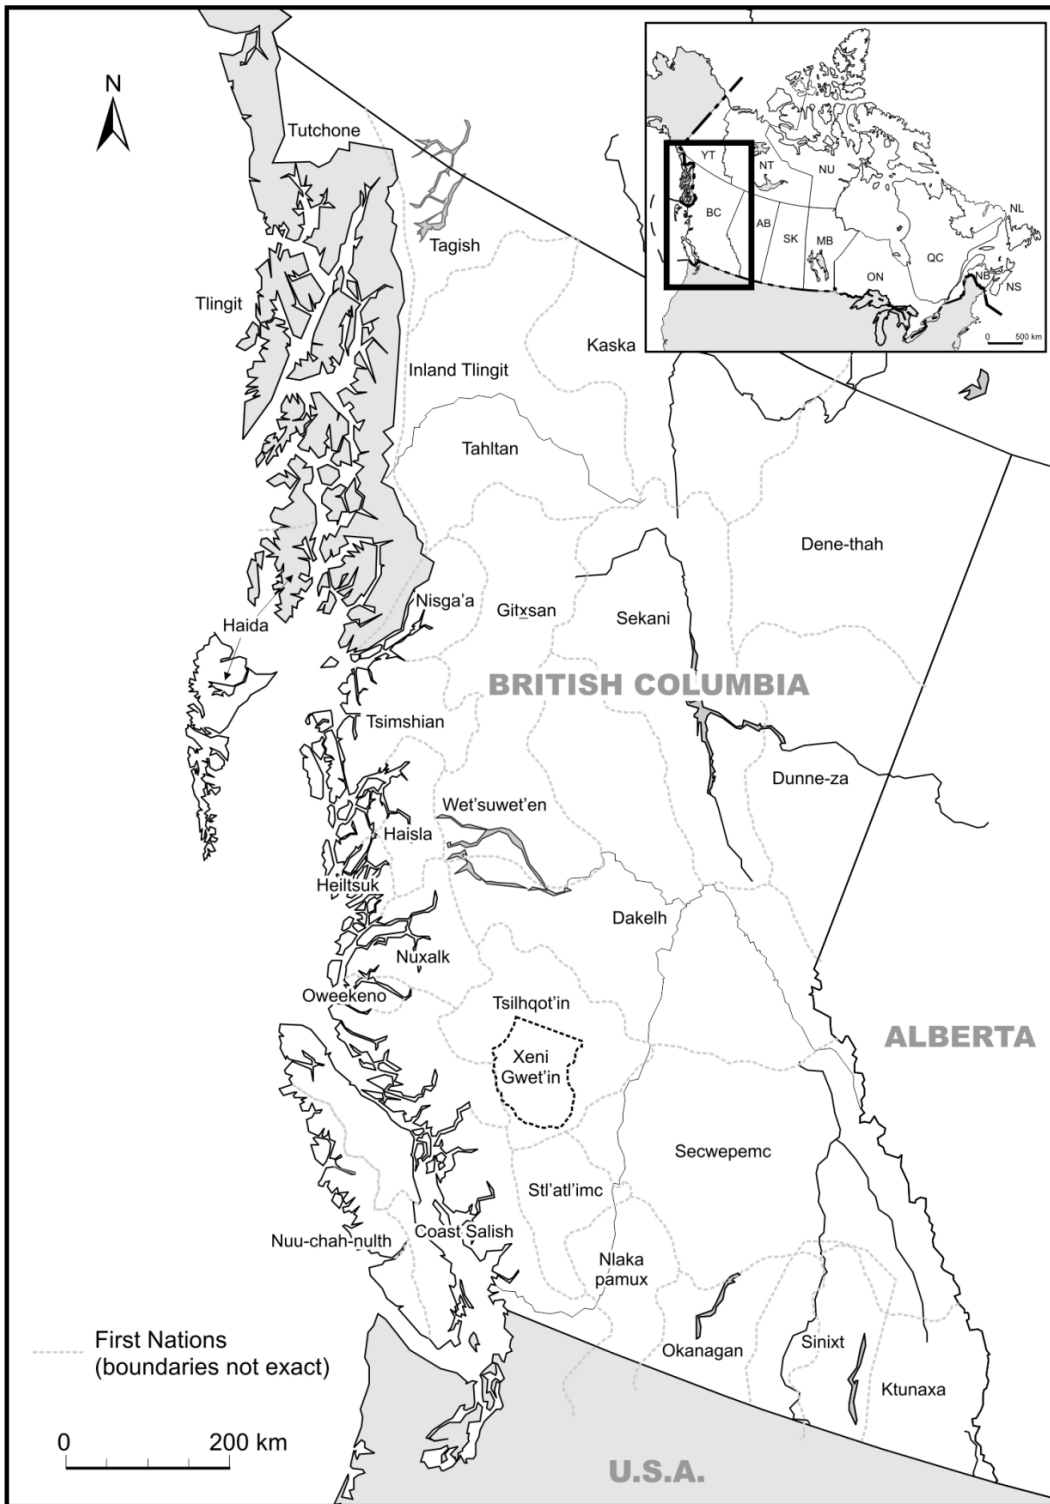 N
Tutchone
Tagish
Tlingit
Inland Tlingit
Kaska
Tahltan
Dene-thah
Nisga'a
Gitxsan
Sekani
Haida
BRITISH COLUMBIA
Tsimshian
Dunne-za
Wet'suwet'en
Haisla
Heiltsuk
Dakelh
Nuxalk
Oweekeno
Tsilhqot'in
ALBERTA
Xeni
Gwet'in
Secwepemc
Stl'atl'imc
Coast Salish
Nuu-chah-nulth
Nlaka
pamux
Okanagan
Sinixt
Ktunaxa
First Nations
(boundaries not exact)
0 200 km
U.S.A.
YT
NT
NU
BC
AB
SK
MB
ON
QC
NL
NB
NS
0 500 km